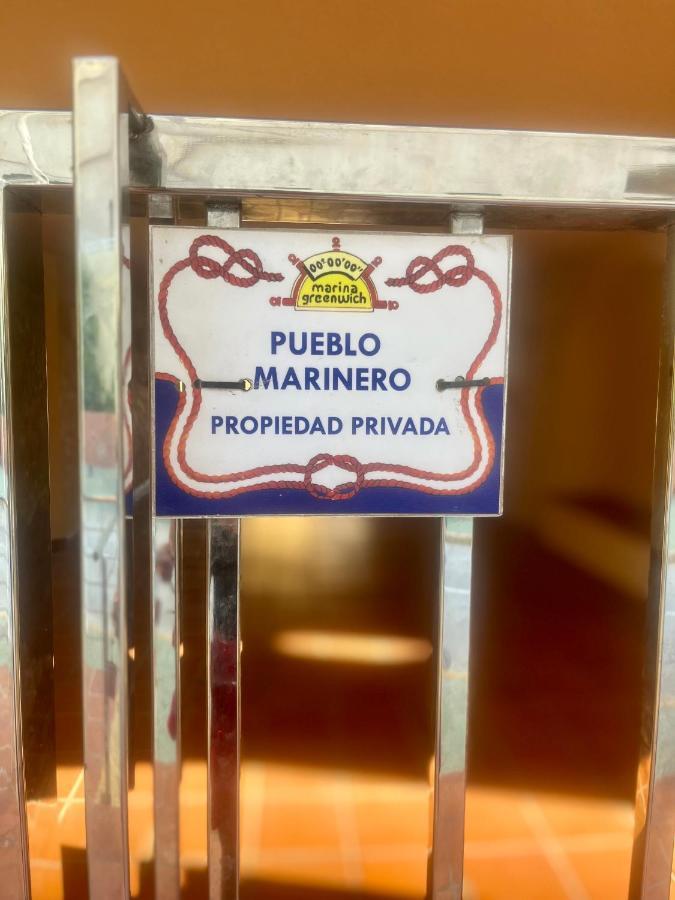 00°00'00"
marina
greenwich
PUEBLO
MARINERO
PROPIEDAD PRIVADA